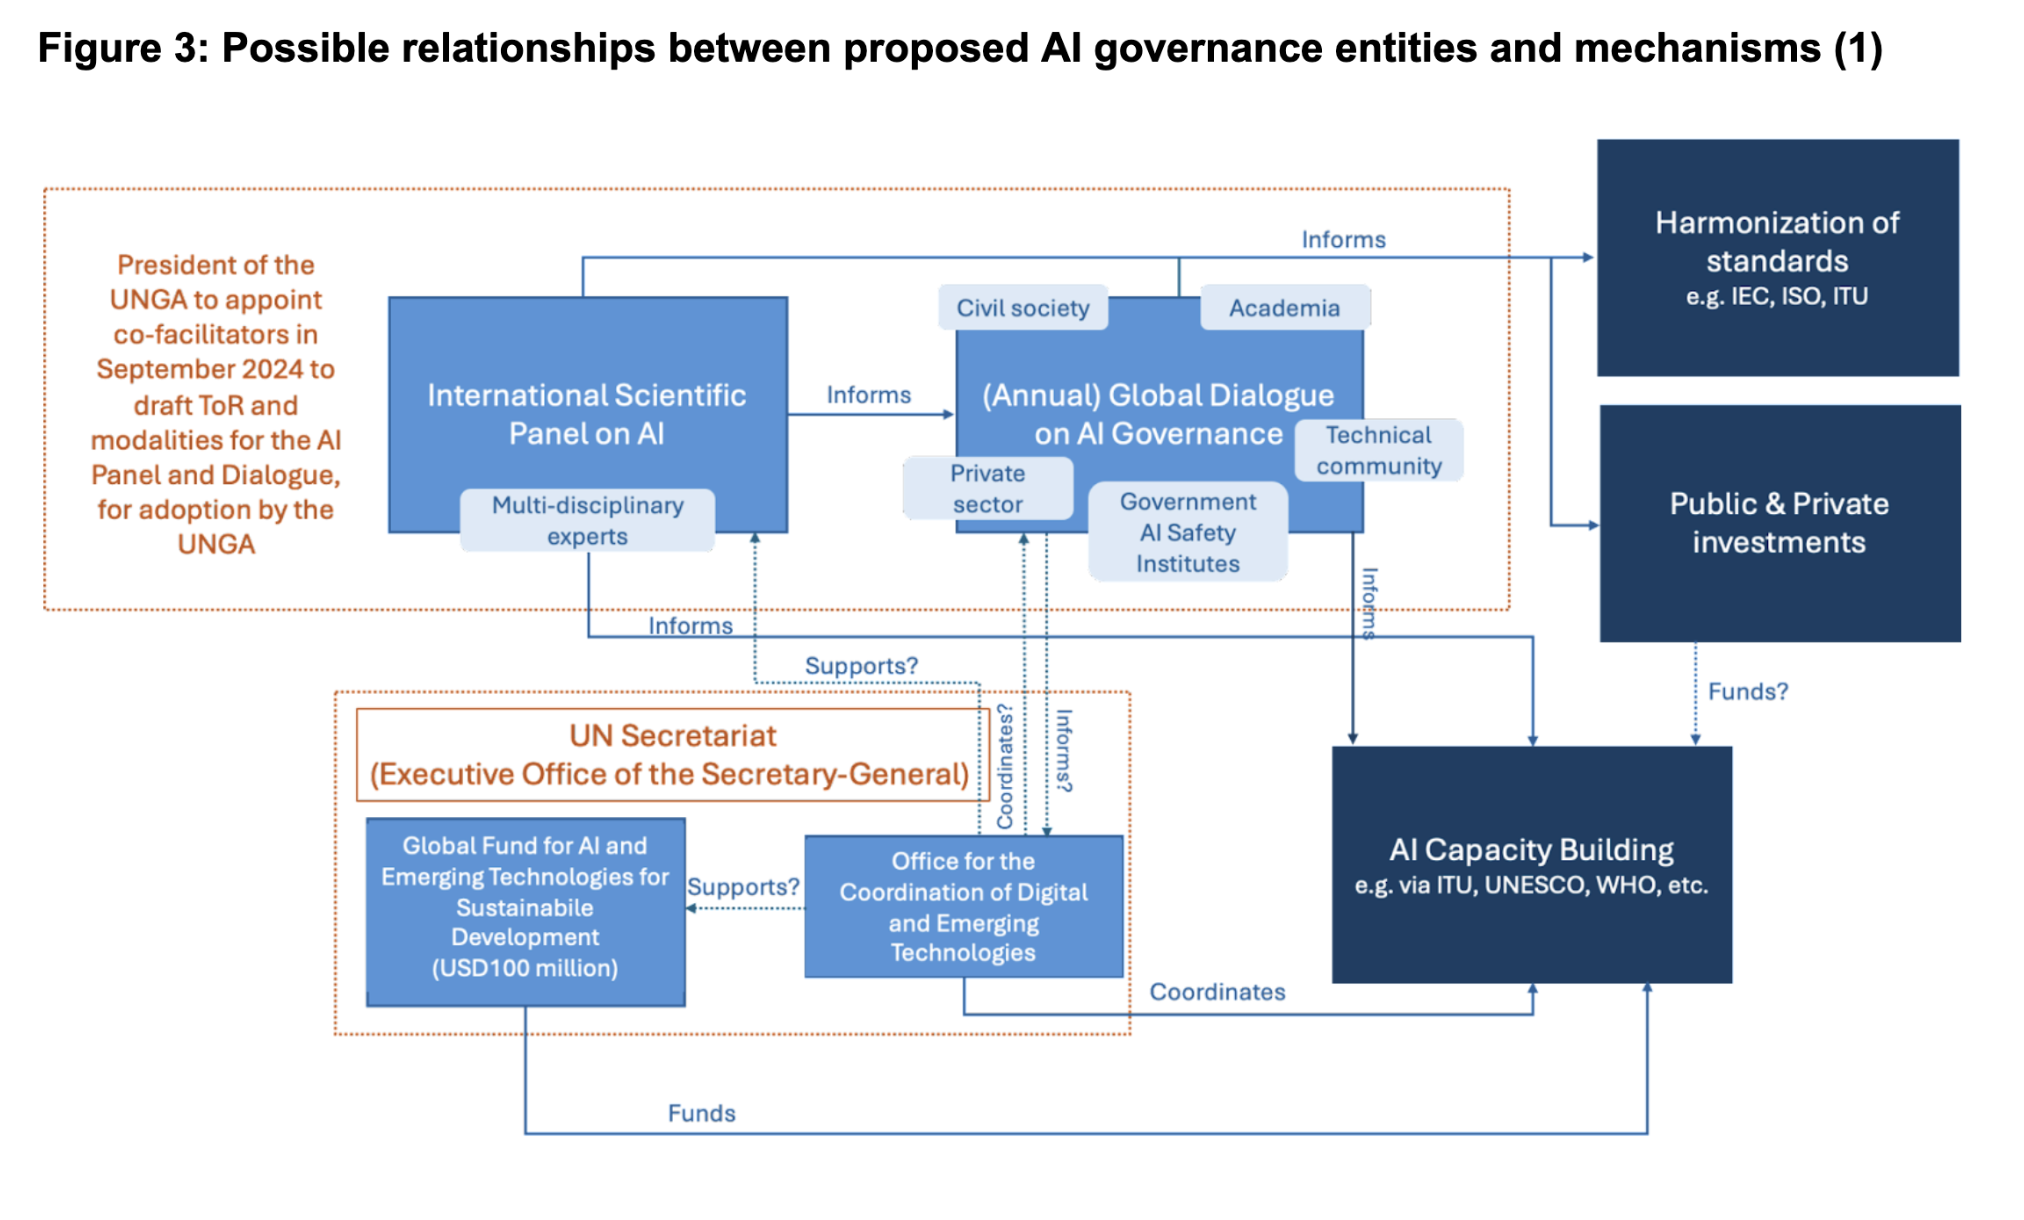 Figure 3: Possible relationships between proposed AI governance entities and mechanisms (1)
President of the
UNGA to appoint
co-facilitators in
September 2024 to
draft ToR and
modalities for the AI
Panel and Dialogue,
for adoption by the
UNGA
International Scientific
Panel on AI
Multi-disciplinary
experts
Informs
Informs
Civil society
Academia
(Annual) Global Dialogue
on AI Governance
Technical
community
Private
sector
Government
AI Safety
Institutes
Harmonization of
standards
e.g. IEC, ISO, ITU
Public & Private
investments
Informs
Informs
Supports?
Funds?
UN Secretariat
(Executive Office of the Secretary-General)
Coordinates?
Informs?
Global Fund for AI and
Emerging Technologies for
Sustainabile
Development
(USD100 million)
Supports?
Office for the
Coordination of Digital
and Emerging
Technologies
AI Capacity Building
e.g. via ITU, UNESCO, WHO, etc.
Coordinates
Funds